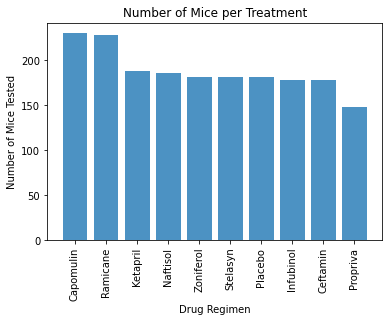 Number of Mice per Treatment
Number of Mice Tested
200
150
100
50
0
Capomulin
Ramicane
Ketapril
Naftisol
Zoniferol
Stelasyn
Placebo
Infubinol
Ceftamin
Propriva
Drug Regimen